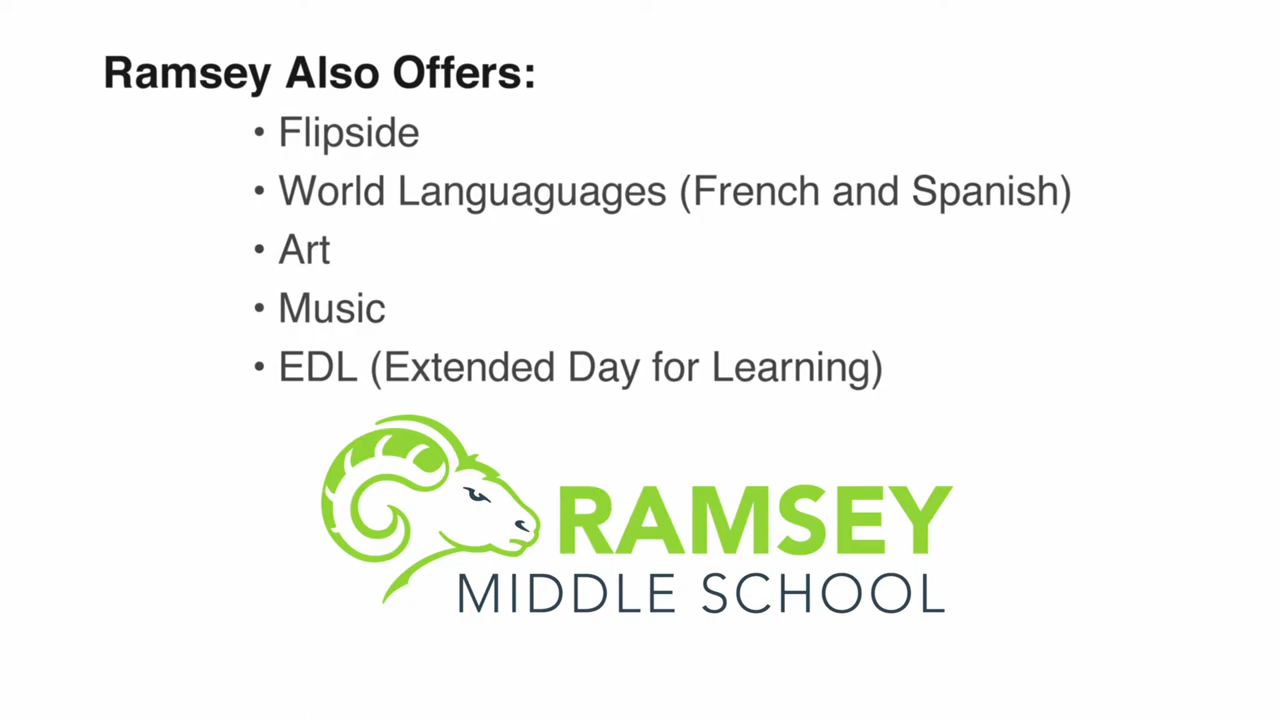 Ramsey Also Offers:
• Flipside
• World Languaguages (French and Spanish)
• Art
• Music
• EDL (Extended Day for Learning)
RAMSEY
MIDDLE SCHOOL